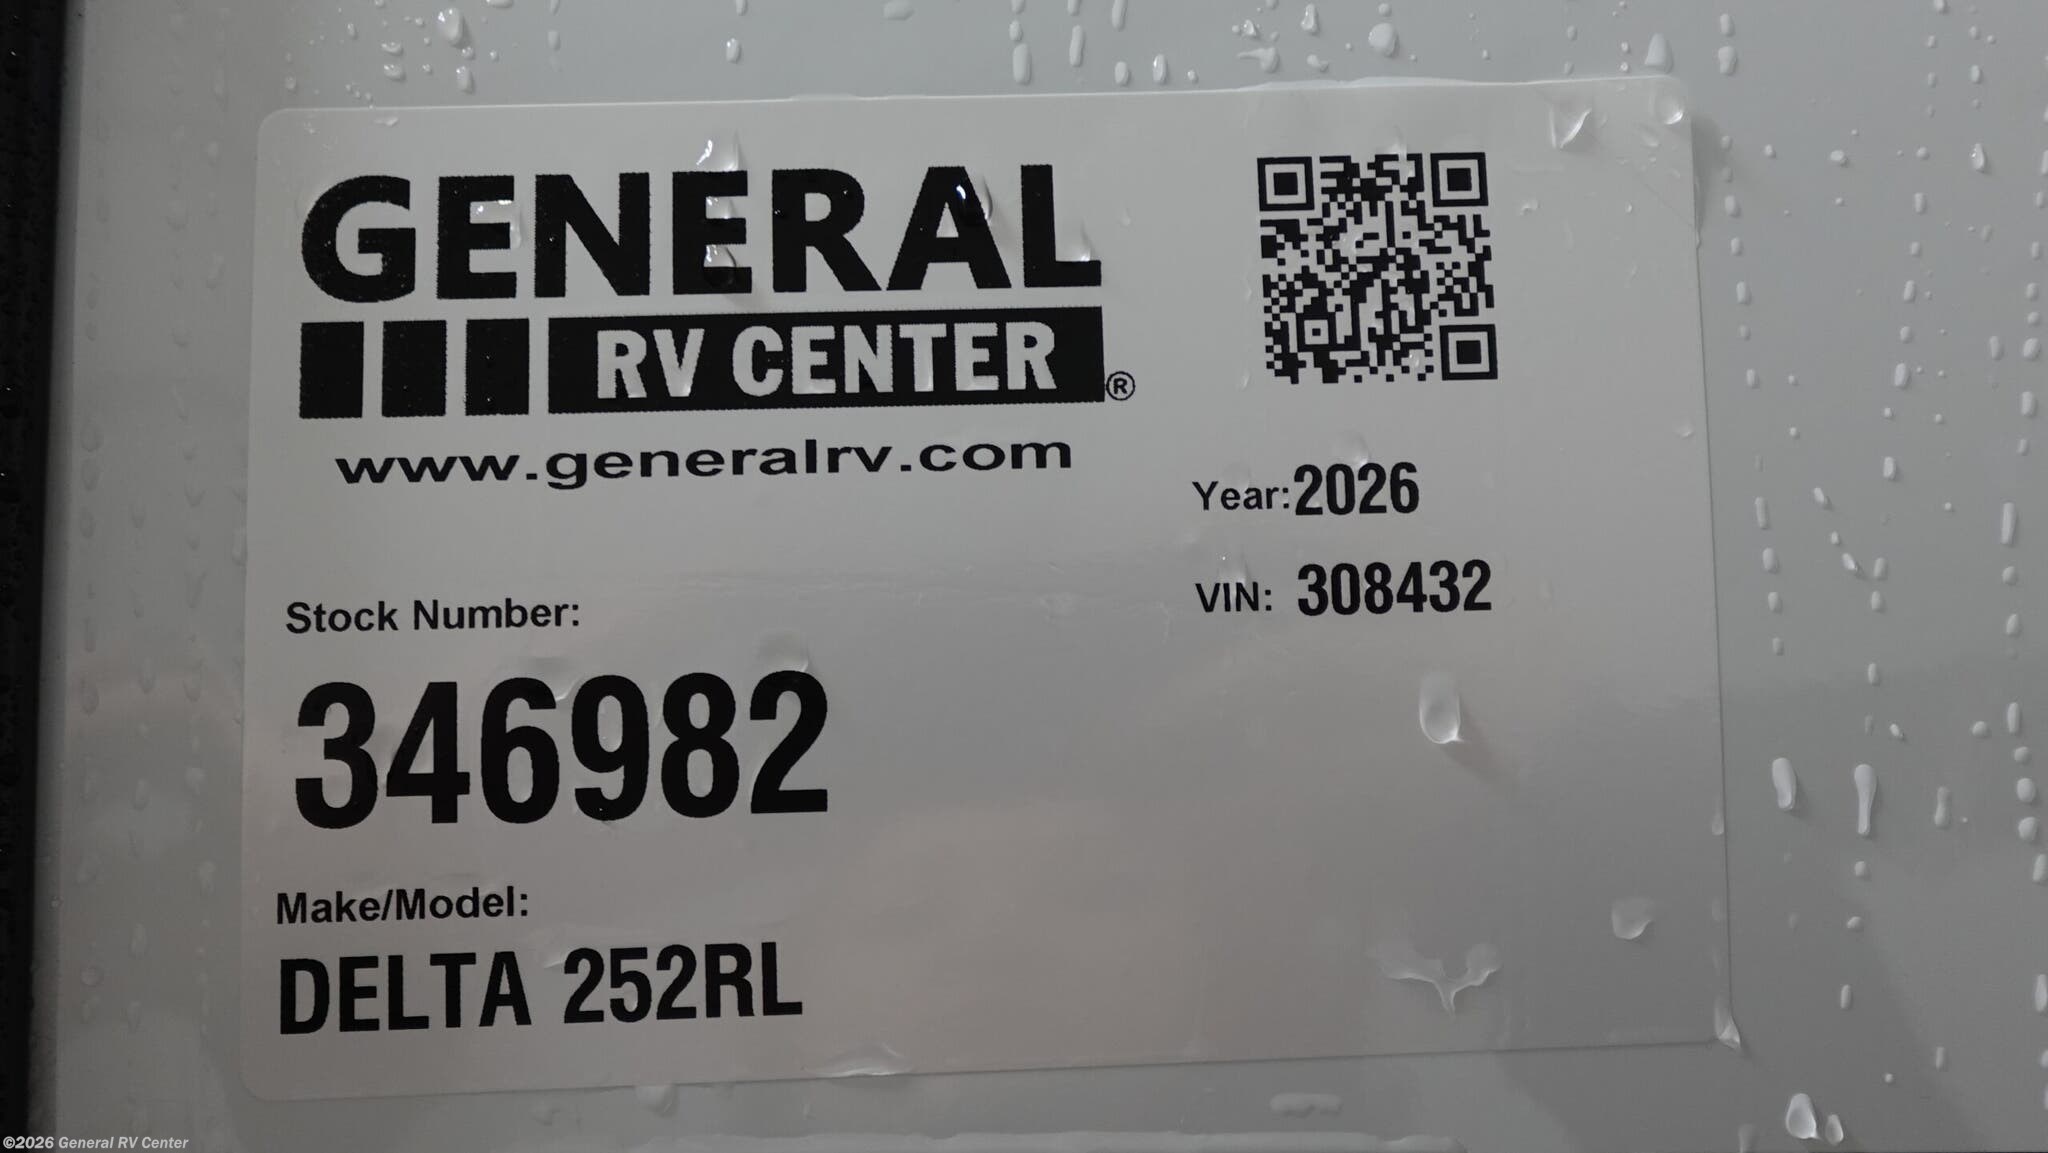 GENERAL
RV CENTER®
www.generalrv.com
Year: 2026
VIN: 308432
Stock Number:
346982
Make/Model:
DELTA 252RL
©2026 General RV Center